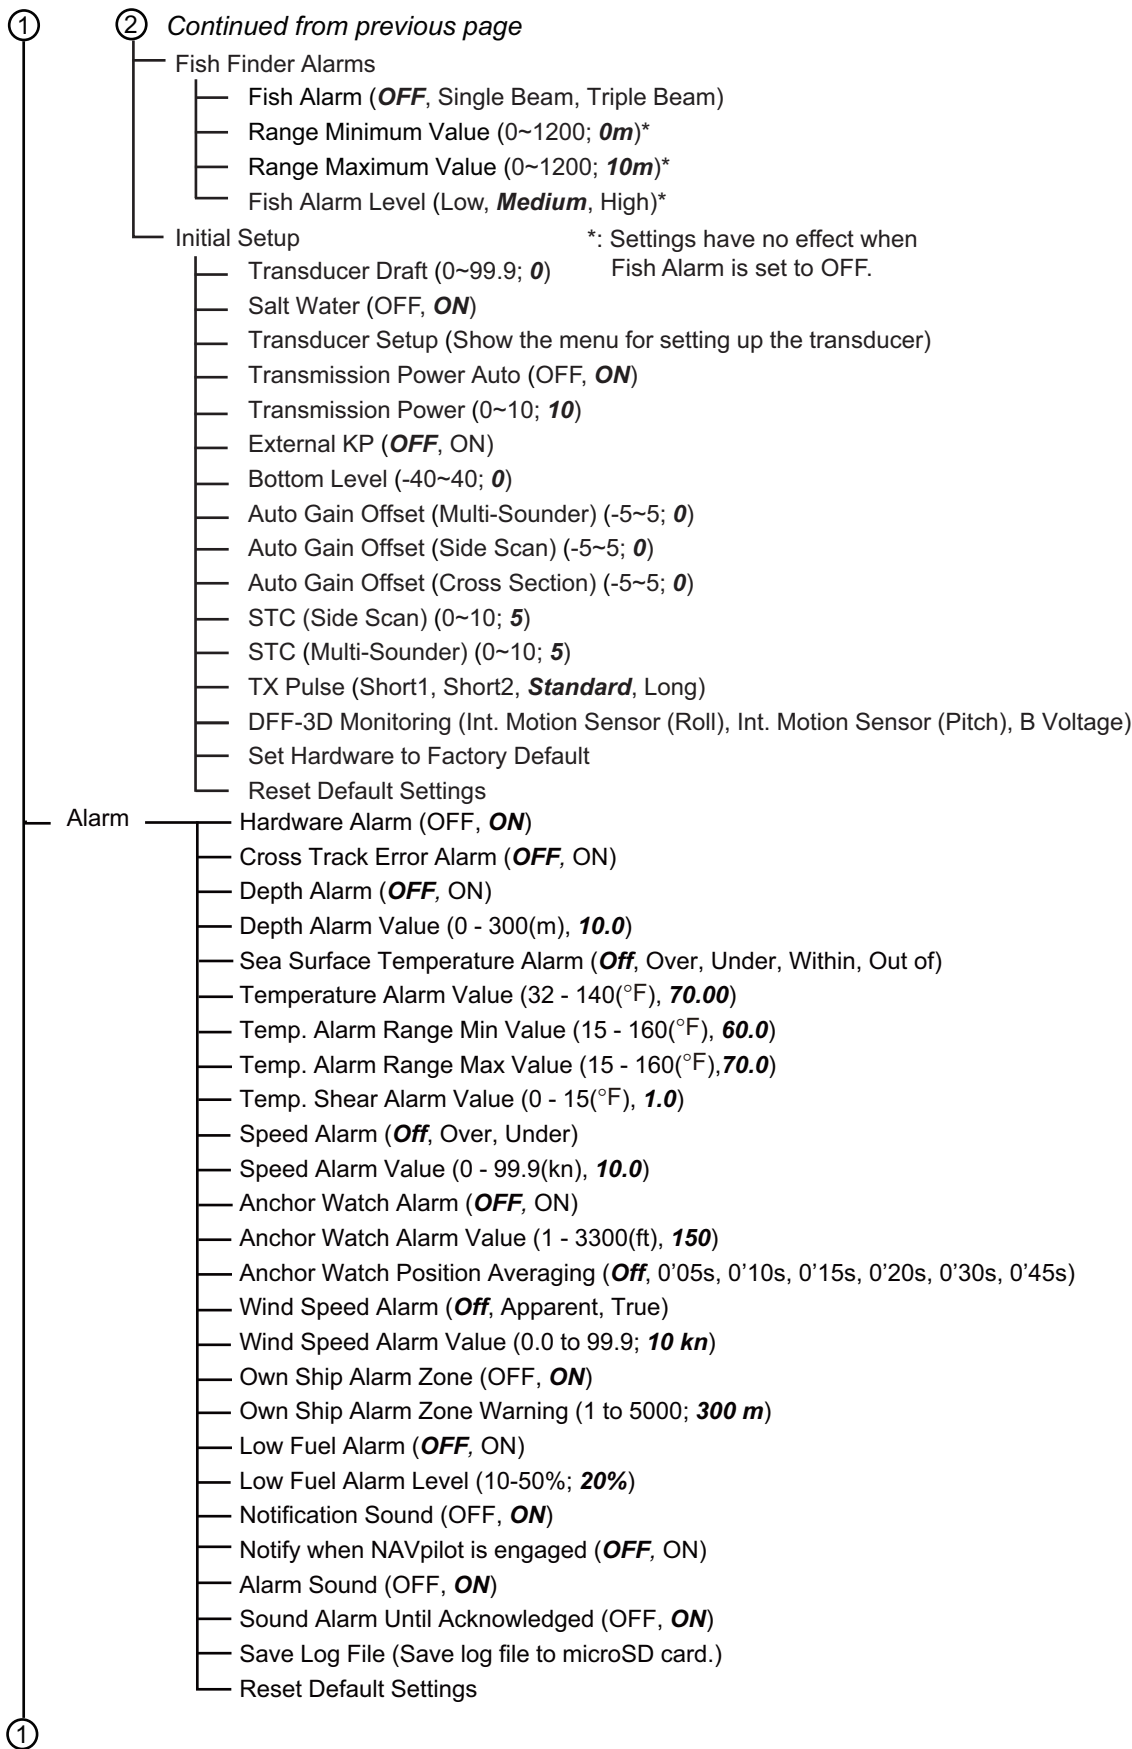 ① ② Continued from previous page
Fish Finder Alarms
Fish Alarm (OFF, Single Beam, Triple Beam)
Range Minimum Value (0~1200; 0m)*
Range Maximum Value (0~1200; 10m)*
Fish Alarm Level (Low, Medium, High)*
Initial Setup
*: Settings have no effect when
Fish Alarm is set to OFF.
Transducer Draft (0~99.9; 0)
Salt Water (OFF, ON)
Transducer Setup (Show the menu for setting up the transducer)
Transmission Power Auto (OFF, ON)
Transmission Power (0~10; 10)
External KP (OFF, ON)
Bottom Level (-40~40; 0)
Auto Gain Offset (Multi-Sounder) (-5~5; 0)
Auto Gain Offset (Side Scan) (-5~5; 0)
Auto Gain Offset (Cross Section) (-5~5; 0)
STC (Side Scan) (0~10; 5)
STC (Multi-Sounder) (0~10; 5)
TX Pulse (Short1, Short2, Standard, Long)
DFF-3D Monitoring (Int. Motion Sensor (Roll), Int. Motion Sensor (Pitch), B Voltage)
Set Hardware to Factory Default
Reset Default Settings
Alarm
Hardware Alarm (OFF, ON)
Cross Track Error Alarm (OFF, ON)
Depth Alarm (OFF, ON)
Depth Alarm Value (0 - 300(m), 10.0)
Sea Surface Temperature Alarm (Off, Over, Under, Within, Out of)
Temperature Alarm Value (32 - 140(°F), 70.00)
Temp. Alarm Range Min Value (15 - 160(°F), 60.0)
Temp. Alarm Range Max Value (15 - 160(°F),70.0)
Temp. Shear Alarm Value (0 - 15(°F), 1.0)
Speed Alarm (Off, Over, Under)
Speed Alarm Value (0 - 99.9(kn), 10.0)
Anchor Watch Alarm (OFF, ON)
Anchor Watch Alarm Value (1 - 3300(ft), 150)
Anchor Watch Position Averaging (Off, 0’05s, 0’10s, 0’15s, 0’20s, 0’30s, 0’45s)
Wind Speed Alarm (Off, Apparent, True)
Wind Speed Alarm Value (0.0 to 99.9; 10 kn)
Own Ship Alarm Zone (OFF, ON)
Own Ship Alarm Zone Warning (1 to 5000; 300 m)
Low Fuel Alarm (OFF, ON)
Low Fuel Alarm Level (10-50%; 20%)
Notification Sound (OFF, ON)
Notify when NAVpilot is engaged (OFF, ON)
Alarm Sound (OFF, ON)
Sound Alarm Until Acknowledged (OFF, ON)
Save Log File (Save log file to microSD card.)
Reset Default Settings
①